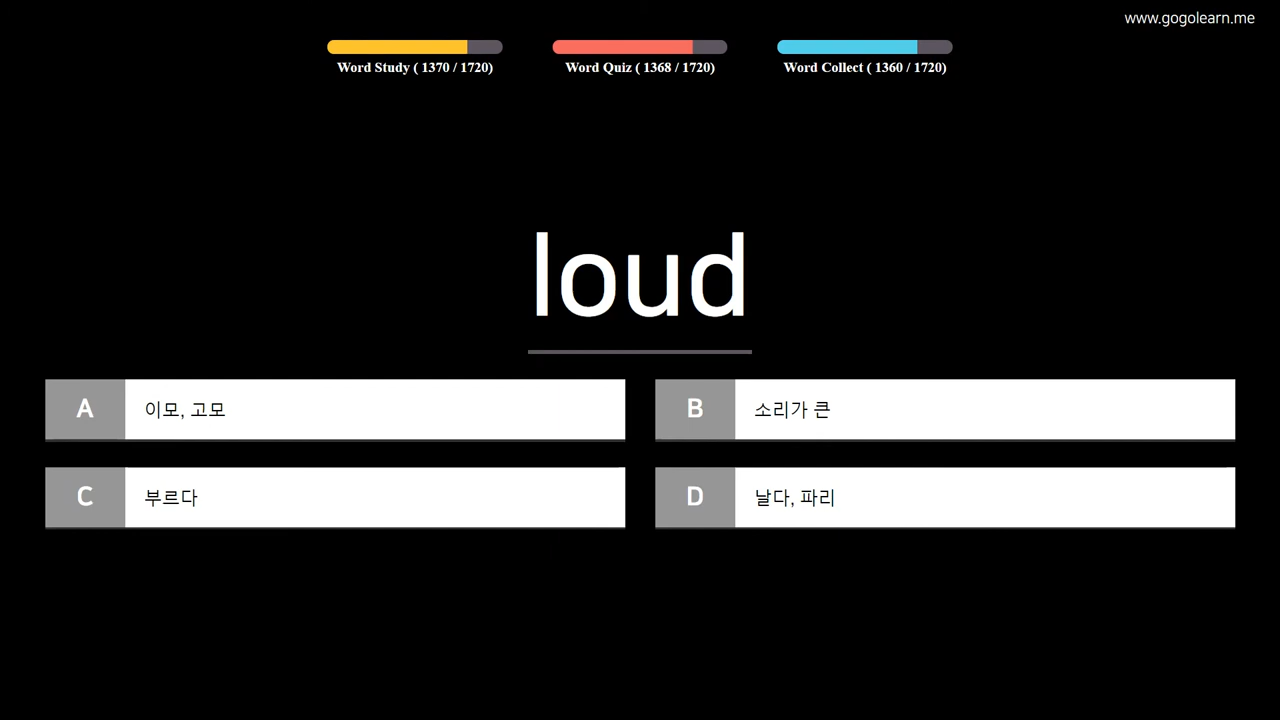 www.gogolearn.me
Word Study ( 1370 / 1720)
Word Quiz ( 1368 / 1720)
Word Collect ( 1360 / 1720)
loud
A 이모, 고모
B 소리가 큰
C 부르다
D 날다, 파리